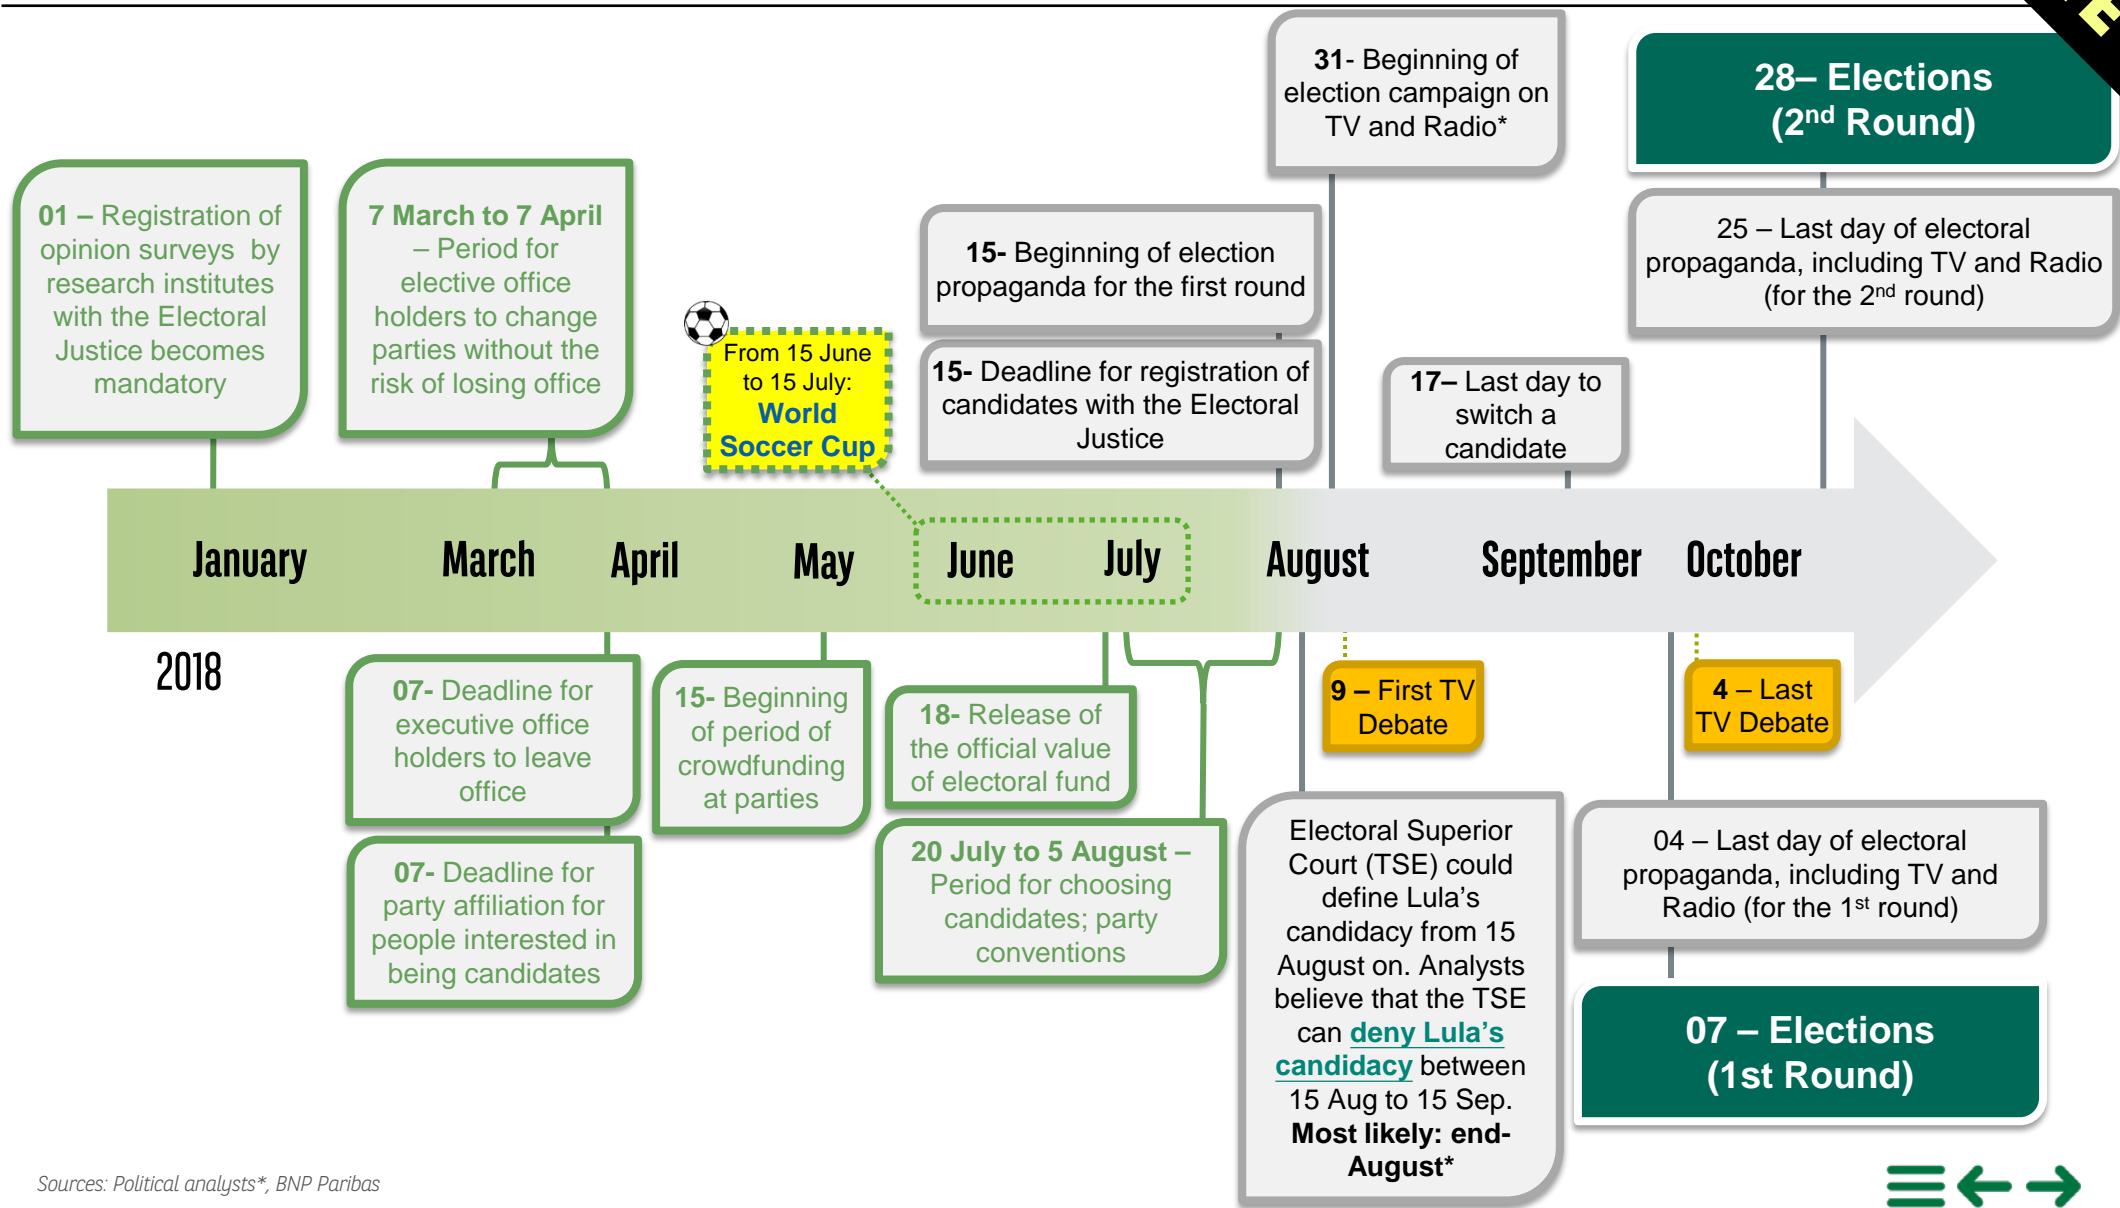 31- Beginning of
election campaign on
TV and Radio*
28– Elections
(2nd Round)
01 – Registration of
opinion surveys by
research institutes
with the Electoral
Justice becomes
mandatory
7 March to 7 April
– Period for
elective office
holders to change
parties without the
risk of losing office
15- Beginning of election
propaganda for the first round
25 – Last day of electoral
propaganda, including TV and Radio
(for the 2nd round)
From 15 June
to 15 July:
World
Soccer Cup
15- Deadline for registration of
candidates with the Electoral
Justice
17– Last day to
switch a
candidate
January
March
April
May
June
July
August
September
October
2018
07- Deadline for
executive office
holders to leave
office
15- Beginning
of period of
crowdfunding
at parties
18- Release of
the official value
of electoral fund
9 – First TV
Debate
4 – Last
TV Debate
07- Deadline for
party affiliation for
people interested in
being candidates
20 July to 5 August –
Period for choosing
candidates; party
conventions
Electoral Superior
Court (TSE) could
define Lula's
candidacy from 15
August on. Analysts
believe that the TSE
can deny Lula's
candidacy between
15 Aug to 15 Sep.
Most likely: end-
August*
04 – Last day of electoral
propaganda, including TV and
Radio (for the 1st round)
07 – Elections
(1st Round)
Sources: Political analysts*, BNP Paribas